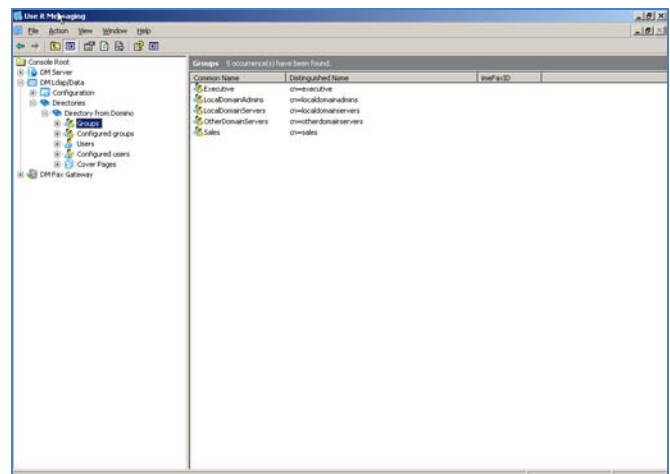 Use it Messaging
File Action View Window Help
Console Root
DM Server
DM Ldap/Data
Configuration
Directories
Directory from Domino
Groups
Configured groups
Users
Configured users
Cover Pages
DM Fax Gateway
Groups 5 occurrence(s) have been found.
Common Name Distinguished Name imeFaxID
Executive cn=executive
LocalDomainAdmins cn=localdomainadmins
LocalDomainServers cn=localdomainservers
OtherDomainServers cn=otherdomainservers
Sales cn=sales